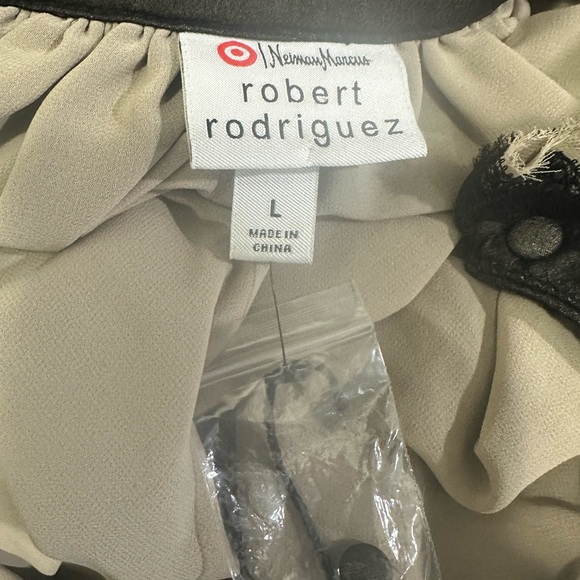 / Neiman Marcus
robert
rodriguez
L
MADE IN
CHINA